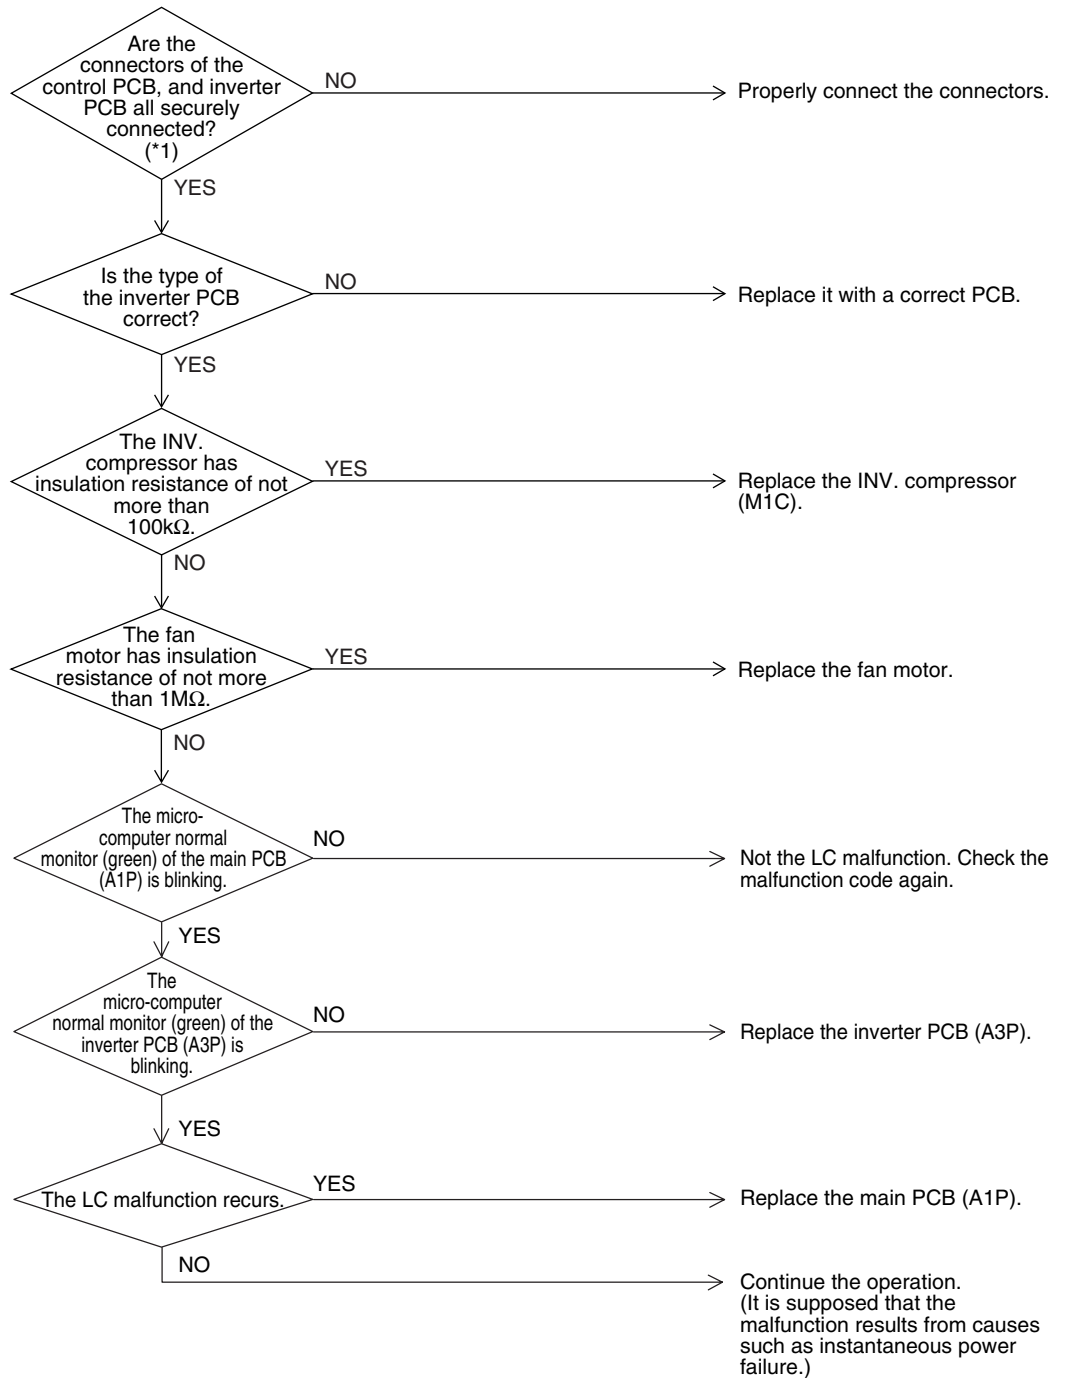 Are the
connectors of the
control PCB, and inverter
PCB all securely
connected?
(*1)
NO
Properly connect the connectors.
YES
Is the type of
the inverter PCB
correct?
NO
Replace it with a correct PCB.
YES
The INV.
compressor has
insulation resistance of not
more than
100kΩ.
YES
Replace the INV. compressor
(M1C).
NO
The fan
motor has insulation
resistance of not more
than 1MΩ.
YES
Replace the fan motor.
NO
The micro-
computer normal
monitor (green) of the main PCB
(A1P) is blinking.
NO
Not the LC malfunction. Check the
malfunction code again.
YES
The
micro-computer
normal monitor (green) of the
inverter PCB (A3P) is
blinking.
NO
Replace the inverter PCB (A3P).
YES
The LC malfunction recurs.
YES
Replace the main PCB (A1P).
NO
Continue the operation.
(It is supposed that the
malfunction results from causes
such as instantaneous power
failure.)